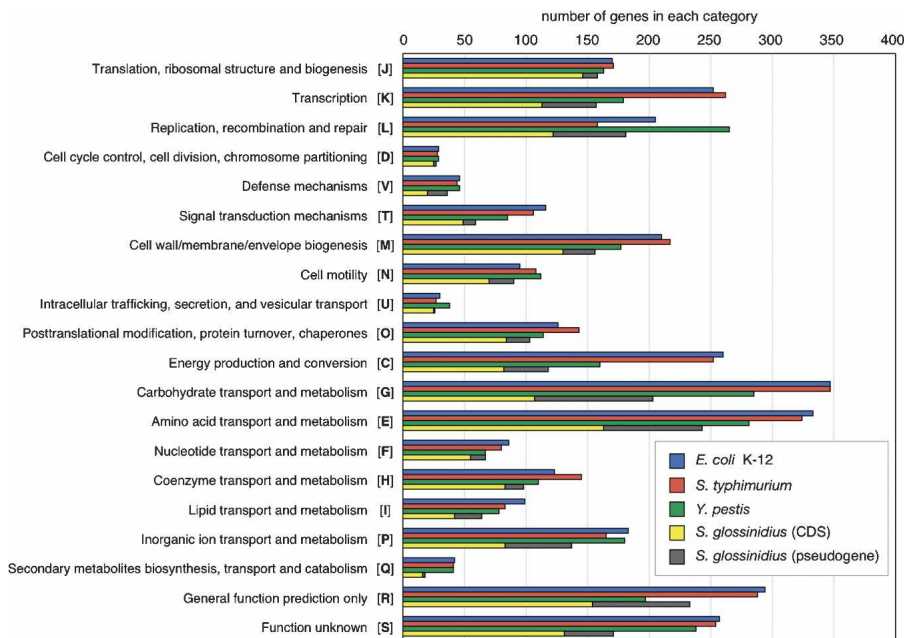 number of genes in each category
0 50 100 150 200 250 300 350 400
Translation, ribosomal structure and biogenesis [J]
Transcription [K]
Replication, recombination and repair [L]
Cell cycle control, cell division, chromosome partitioning [D]
Defense mechanisms [V]
Signal transduction mechanisms [T]
Cell wall/membrane/envelope biogenesis [M]
Cell motility [N]
Intracellular trafficking, secretion, and vesicular transport [U]
Posttranslational modification, protein turnover, chaperones [O]
Energy production and conversion [C]
Carbohydrate transport and metabolism [G]
Amino acid transport and metabolism [E]
Nucleotide transport and metabolism [F]
Coenzyme transport and metabolism [H]
Lipid transport and metabolism [I]
Inorganic ion transport and metabolism [P]
Secondary metabolites biosynthesis, transport and catabolism [Q]
General function prediction only [R]
Function unknown [S]
E. coli K-12
S. typhimurium
Y. pestis
S. glossinidius (CDS)
S. glossinidius (pseudogene)